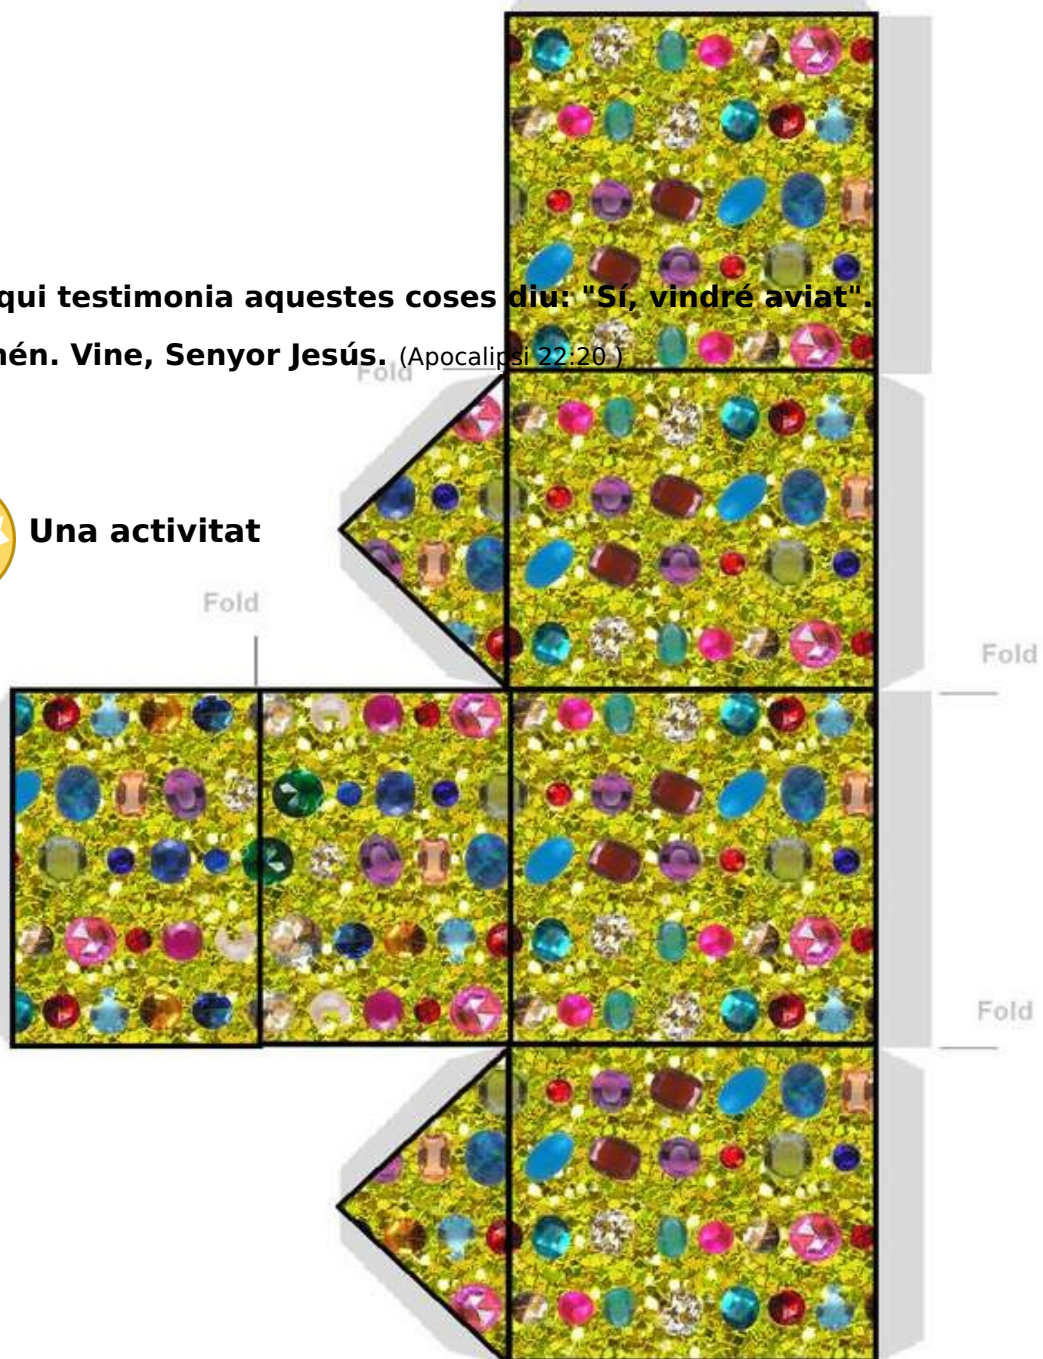 qui testimonia aquestes coses diu: "Sí, vindré aviat".
Vine, Senyor Jesús. (Apocalipsi 22:20 )
Fold
Una activitat
Fold
Fold
Fold